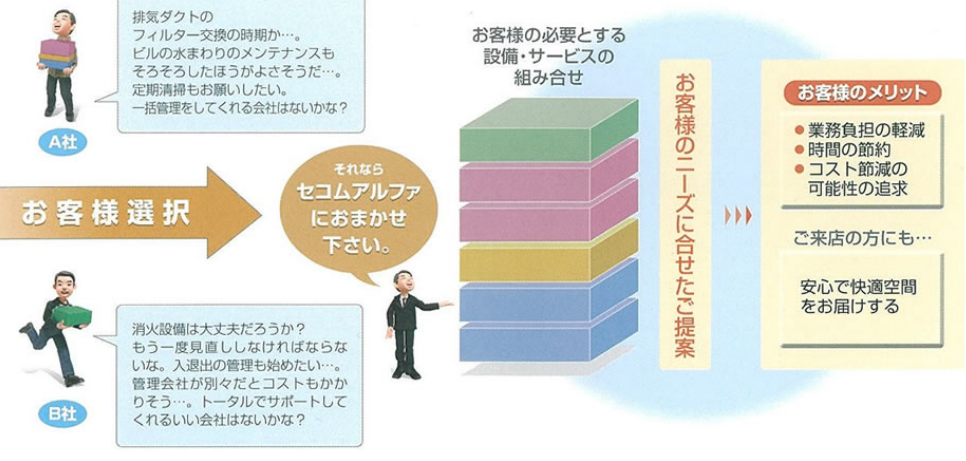 排気ダクトの
フィルター交換の時期か…。
ビルの水まわりのメンテナンスも
そろそろしたほうがよさそうだ…。
定期清掃もお願いしたい。
一括管理をしてくれる会社はないかな？
A社
お客様選択
それなら
セコムアルファ
におまかせ
下さい。
消火設備は大丈夫だろうか？
もう一度見直ししなければならな
いな。入退出の管理も始めたい…。
管理会社が別々だとコストもかか
りそう…。トータルでサポートして
くれるいい会社はないかな？
B社
お客様の必要とする
設備・サービスの
組み合せ
お客様のニーズに合せたご提案
お客様のメリット
●業務負担の軽減
●時間の節約
●コスト節減の
可能性の追求
ご来店の方にも…
安心で快適空間
をお届けする